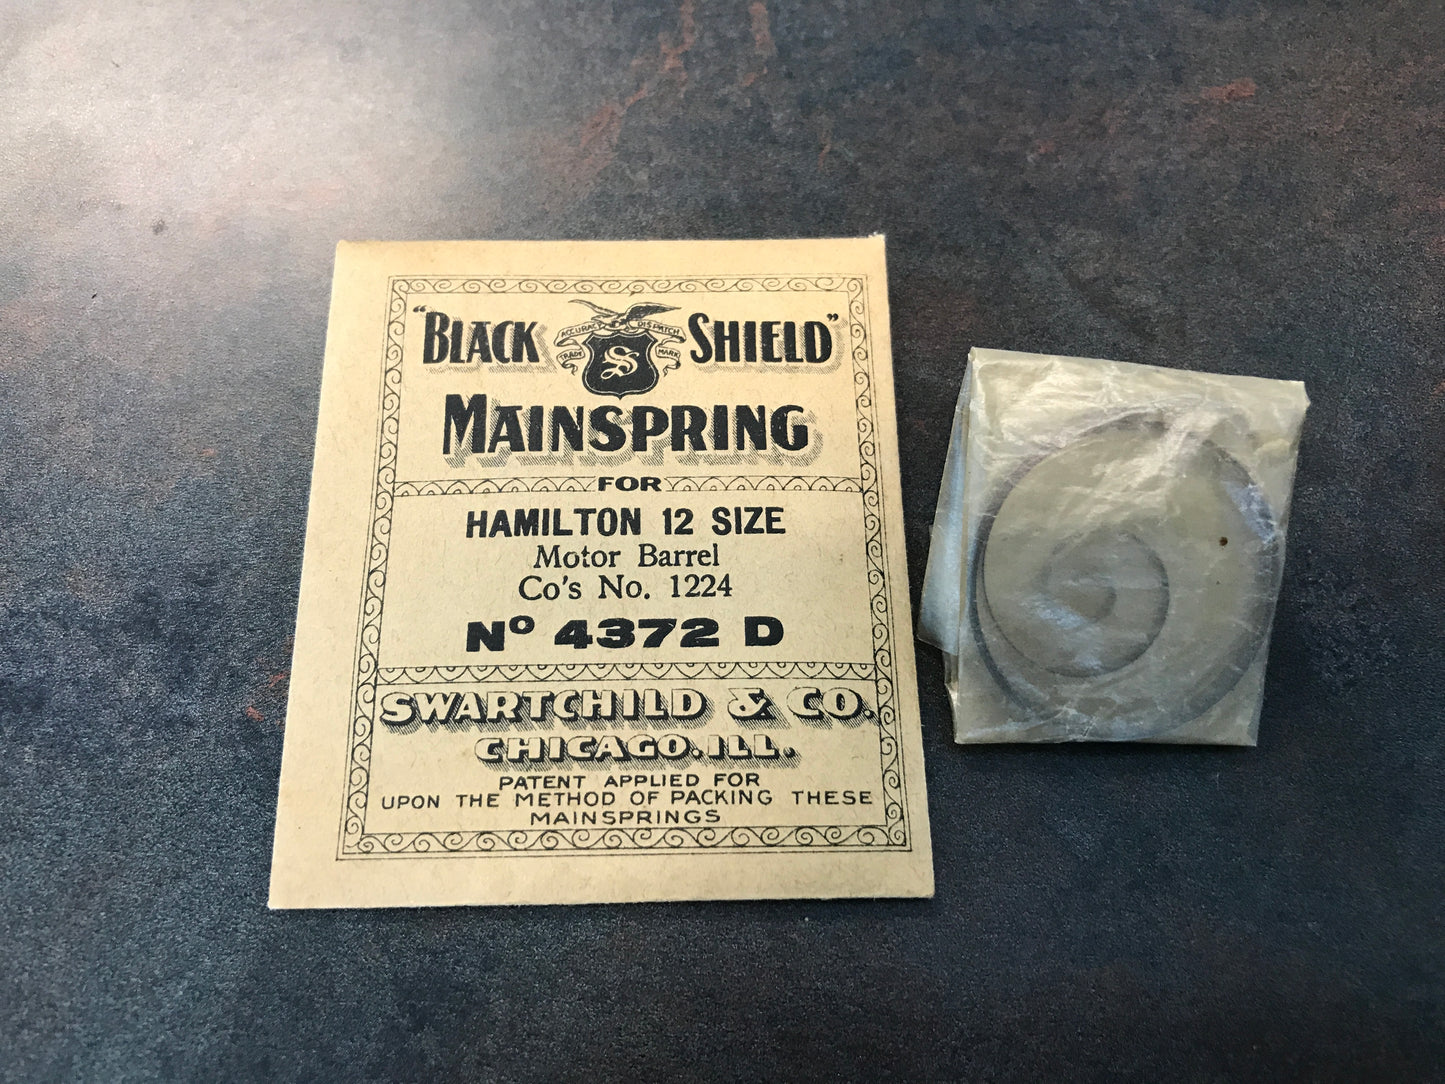 "BLACK SHIELD"
ACCURACY DISPATCH
TRADE MARK
S
MAINSPRING
FOR
HAMILTON 12 SIZE
Motor Barrel
Co's No. 1224
No 4372 D
SWARTCHILD & CO.
CHICAGO. ILL.
PATENT APPLIED FOR
UPON THE METHOD OF PACKING THESE
MAINSPRINGS